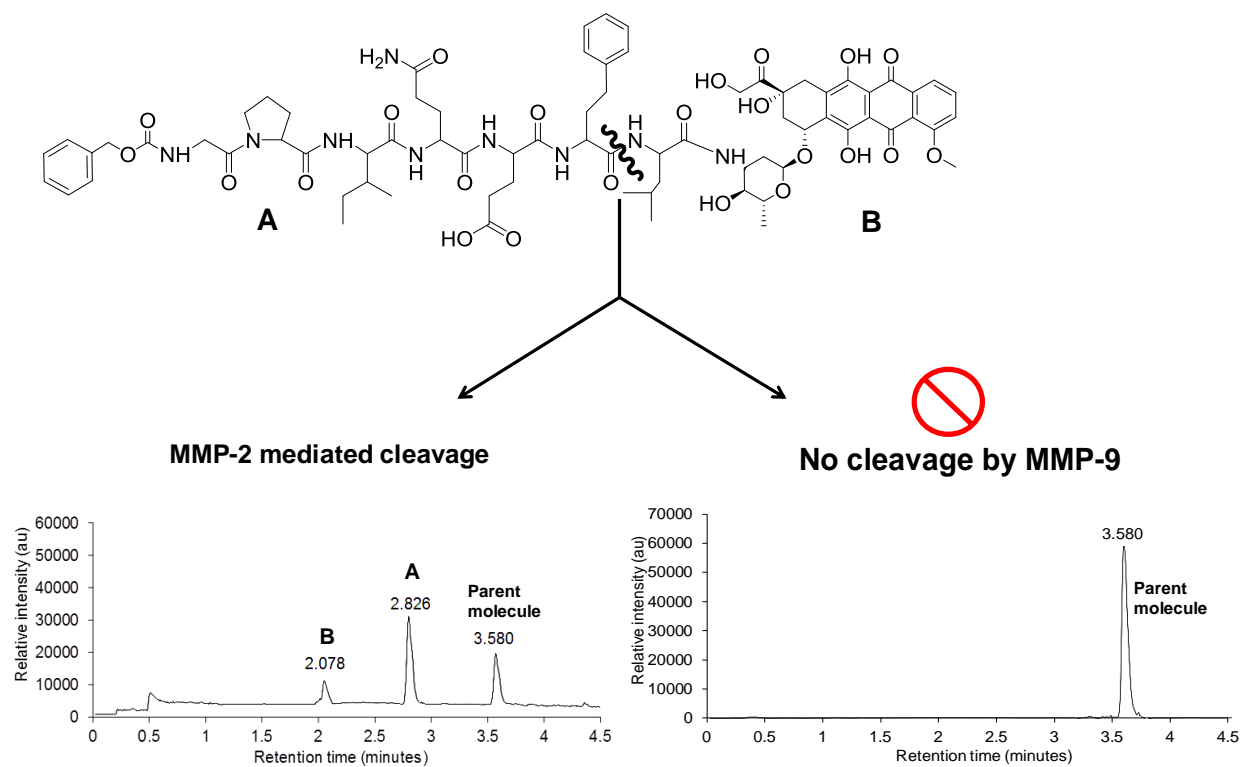 H₂N
O
OH
O
OH
O
HO
HO
O
H
N
O
O
H
N
O
O
O
NH
N
NH
N
H
N
H
NH
O
O
O
O
O
OH
O
O
O
HO
HO
O
A
B
MMP-2 mediated cleavage
No cleavage by MMP-9
Relative intensity (au)
60000
50000
40000
30000
20000
10000
0
A
2.826
Parent
molecule
3.580
B
2.078
0 0.5 1 1.5 2 2.5 3 3.5 4 4.5
Retention time (minutes)
Relative intensity (au)
70000
60000
50000
40000
30000
20000
10000
0
3.580
Parent
molecule
0 0.5 1 1.5 2 2.5 3 3.5 4 4.5
Retention time (minutes)